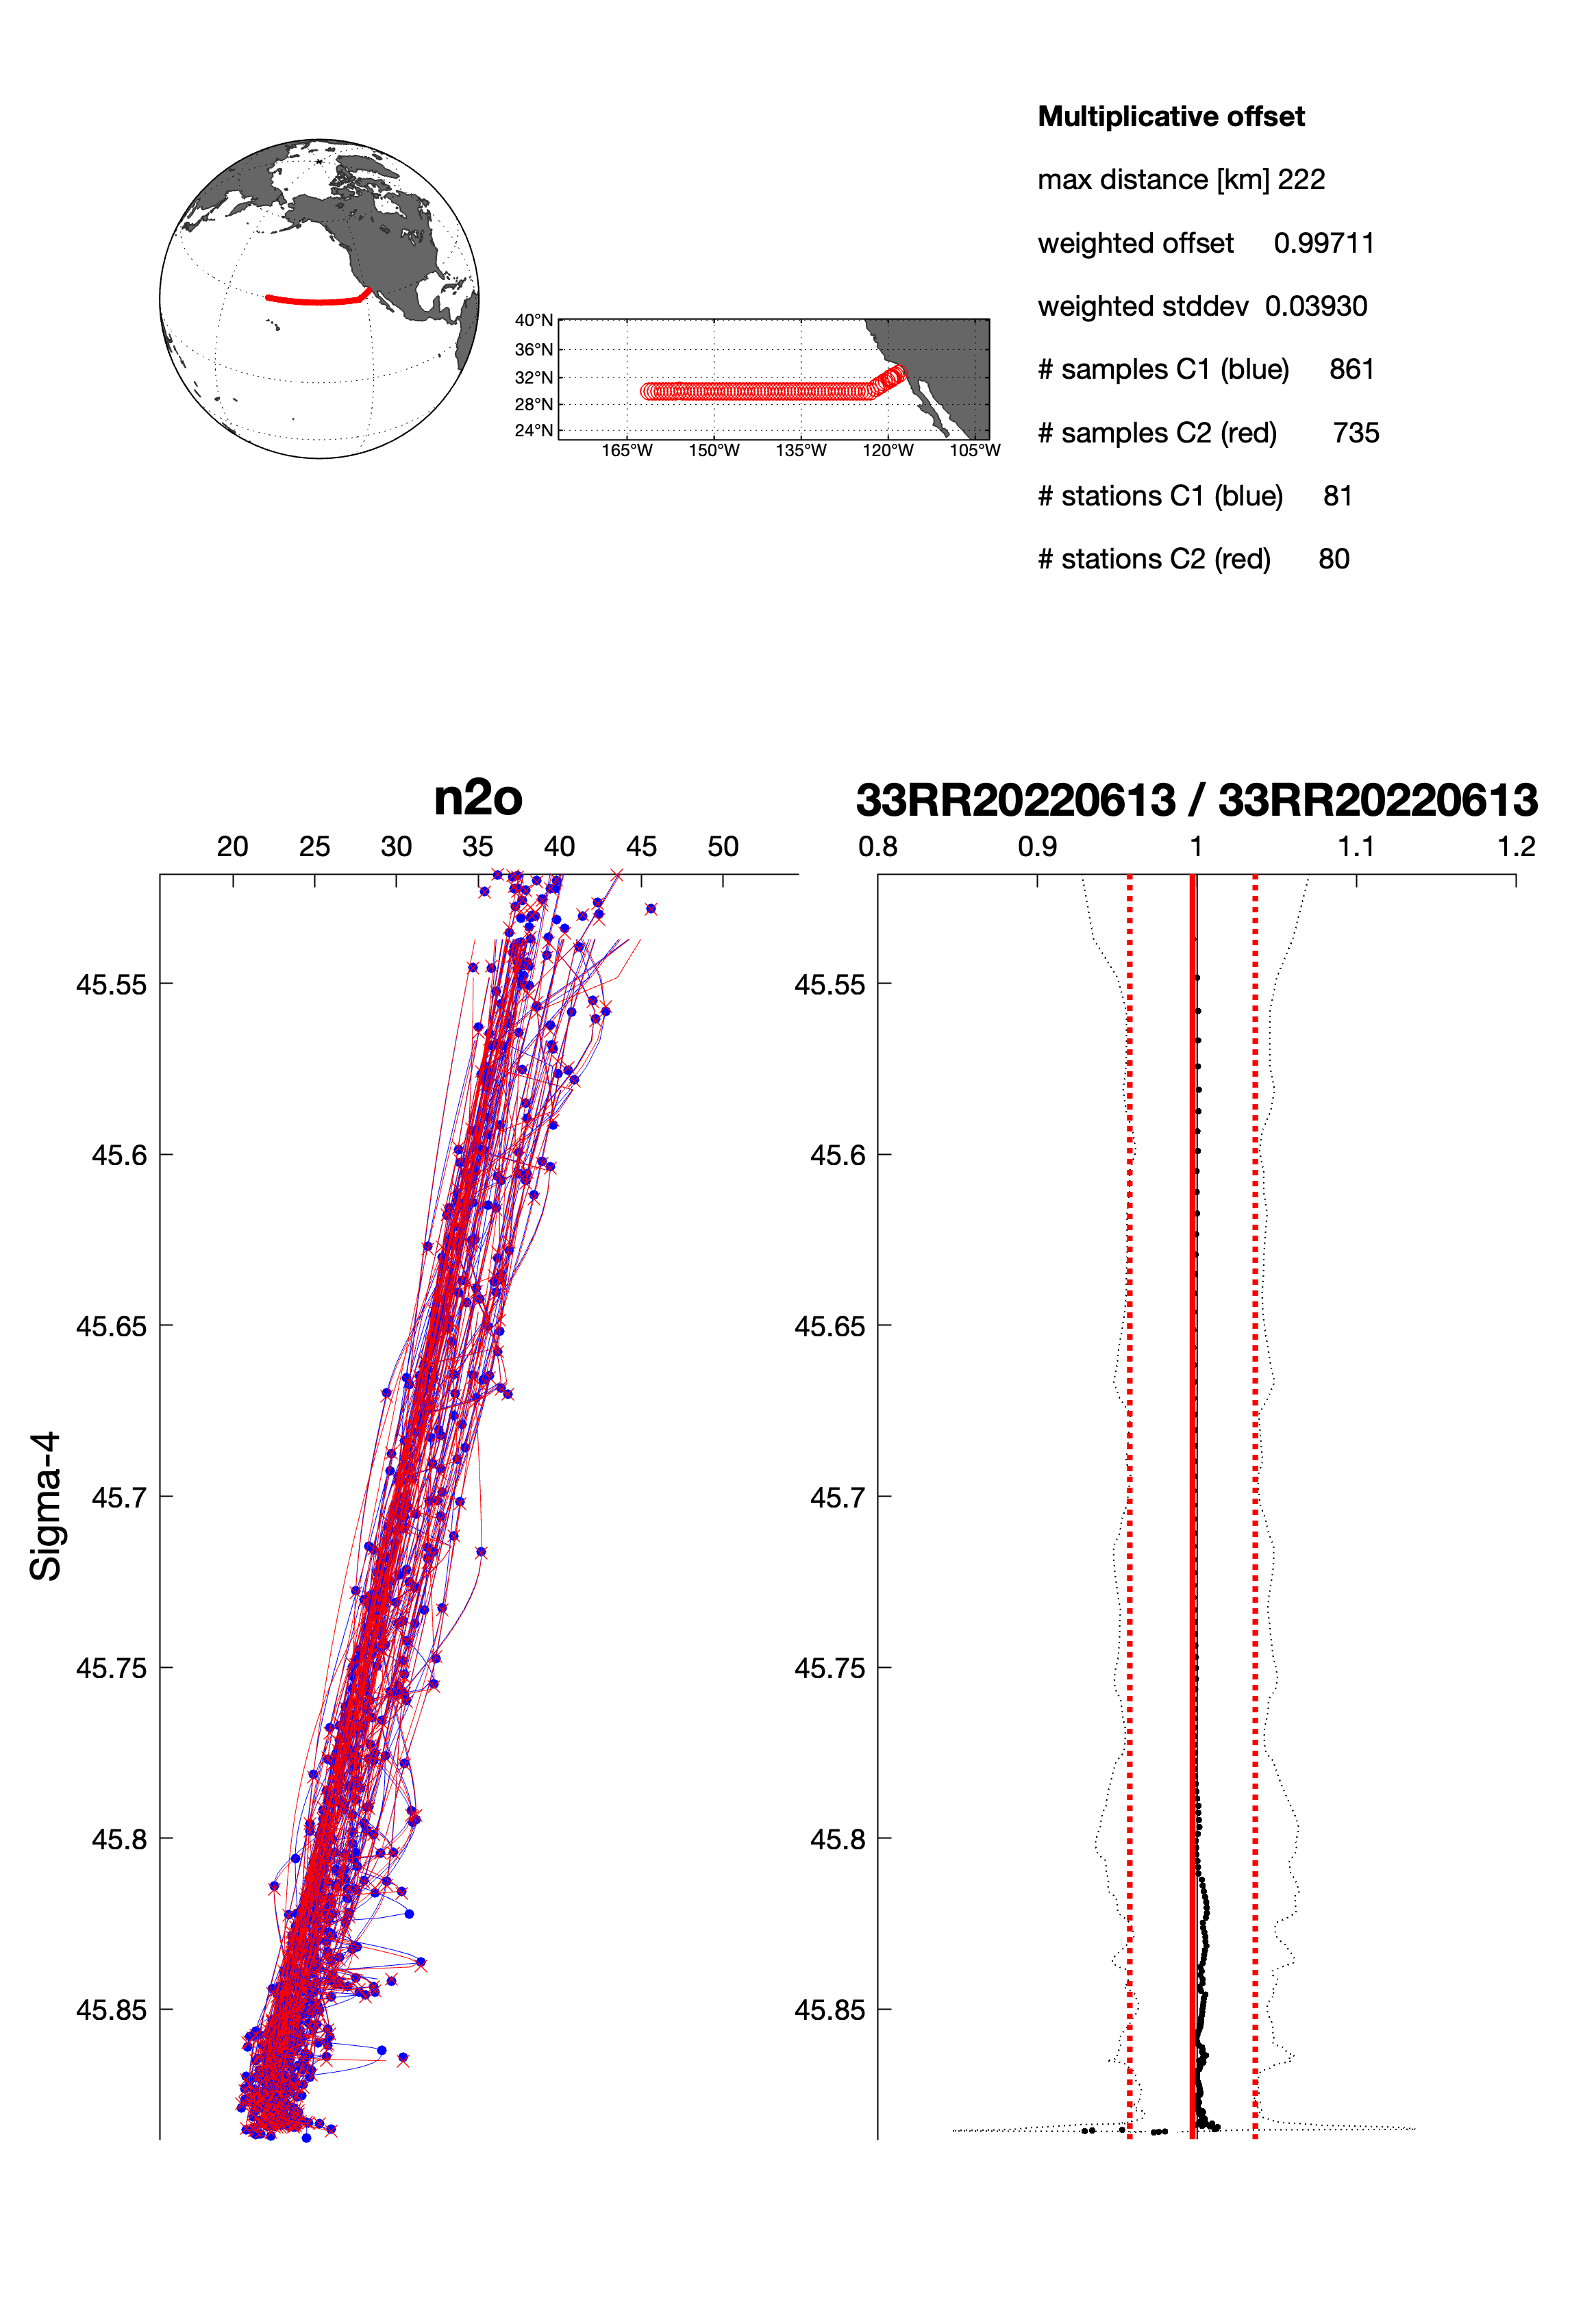 Multiplicative offset
max distance [km] 222
weighted offset 0.99711
weighted stddev 0.03930
# samples C1 (blue) 861
# samples C2 (red) 735
# stations C1 (blue) 81
# stations C2 (red) 80
40°N
36°N
32°N
28°N
24°N
165°W 150°W 135°W 120°W 105°W
n2o
20 25 30 35 40 45 50
45.55
45.6
45.65
45.7
45.75
45.8
45.85
Sigma-4
33RR20220613 / 33RR20220613
0.8 0.9 1 1.1 1.2
45.55
45.6
45.65
45.7
45.75
45.8
45.85